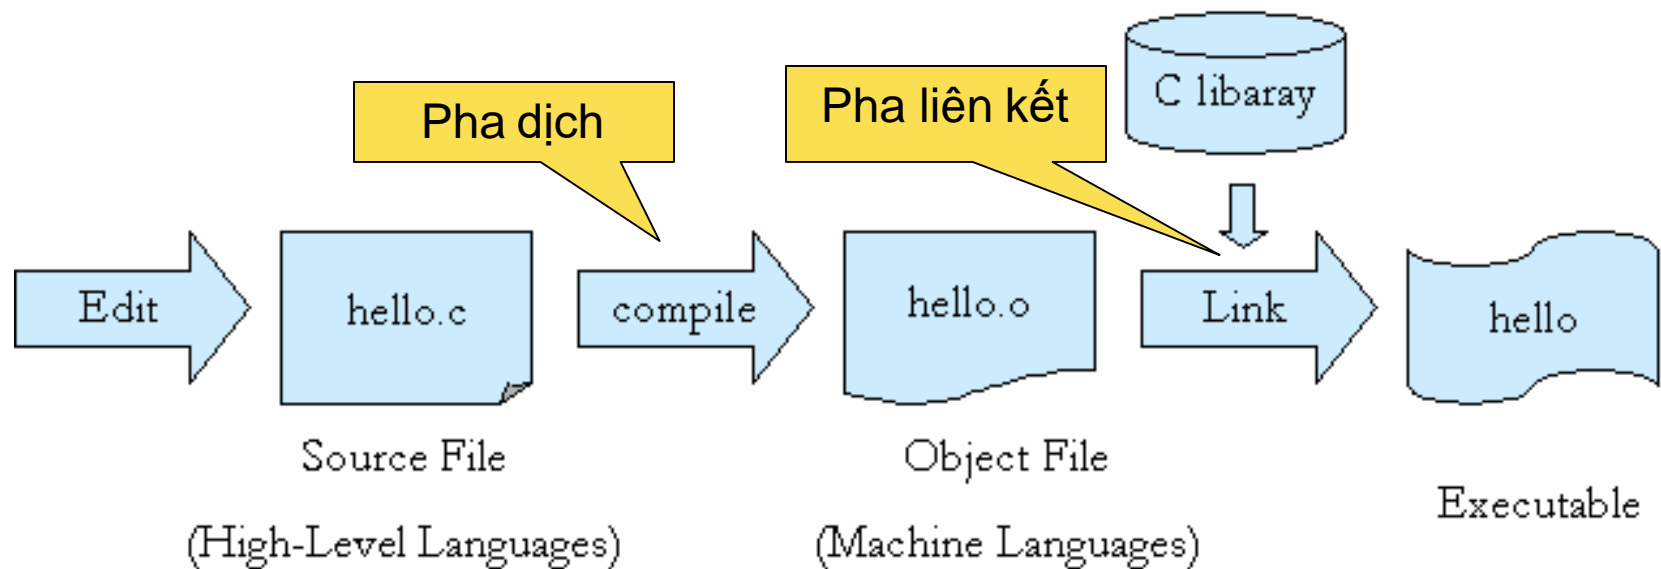 C libaray
Pha dịch
Pha liên kết
Edit
hello.c
compile
hello.o
Link
hello
Source File
(High-Level Languages)
Object File
(Machine Languages)
Executable